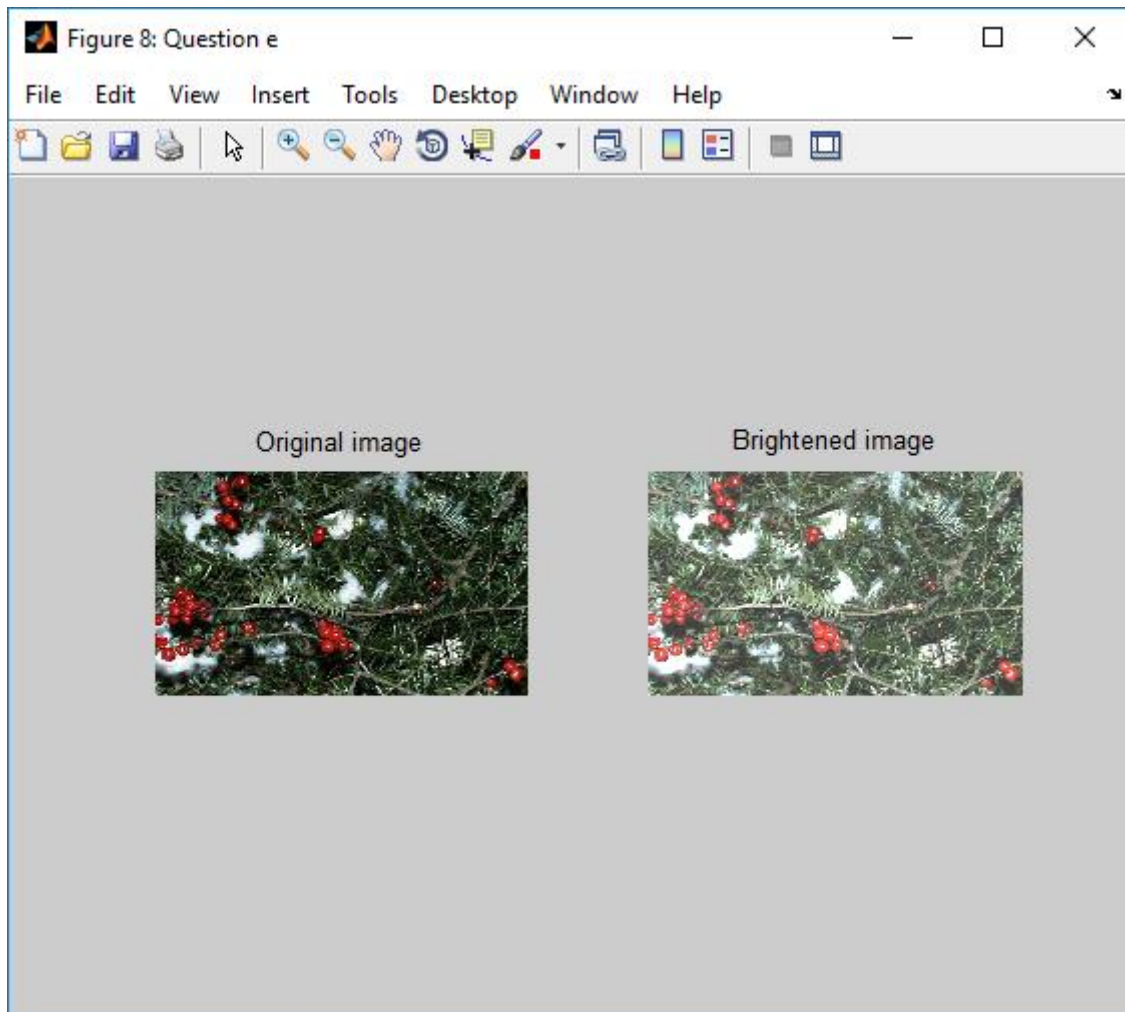 Figure 8: Question e
File Edit View Insert Tools Desktop Window Help
Original image
Brightened image